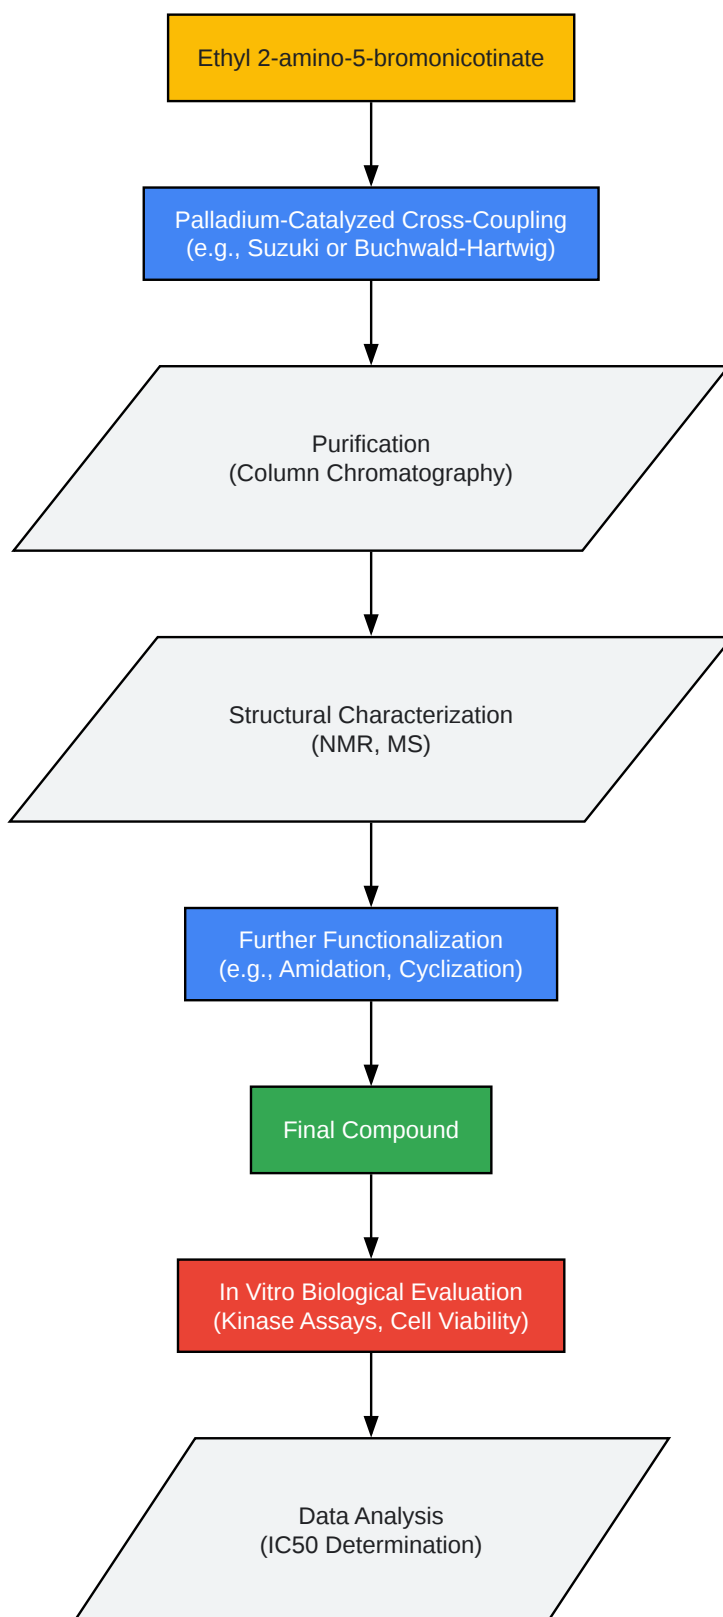 Ethyl 2-amino-5-bromonicotinate
Palladium-Catalyzed Cross-Coupling
(e.g., Suzuki or Buchwald-Hartwig)
Purification
(Column Chromatography)
Structural Characterization
(NMR, MS)
Further Functionalization
(e.g., Amidation, Cyclization)
Final Compound
In Vitro Biological Evaluation
(Kinase Assays, Cell Viability)
Data Analysis
(IC50 Determination)